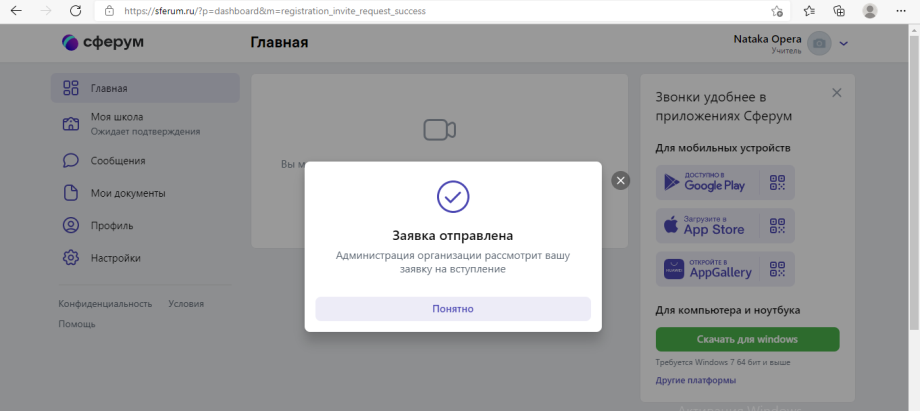 https://sferum.ru/?p=dashboard&m=registration_invite_request_success
сферум
Главная
Nataka Opera
Учитель
Главная
Моя школа
Ожидает подтверждения
Сообщения
Мои документы
Профиль
Настройки
Конфиденциальность Условия
Помощь
Вы
Заявка отправлена
Администрация организации рассмотрит вашу
заявку на вступление
Понятно
Звонки удобнее в
приложениях Сферум
Для мобильных устройств
ДОСТУПНО В
Google Play
Загрузите в
App Store
ОТКРОЙТЕ В
AppGallery
Для компьютера и ноутбука
Скачать для windows
Требуется Windows 7 64 бит и выше
Другие платформы